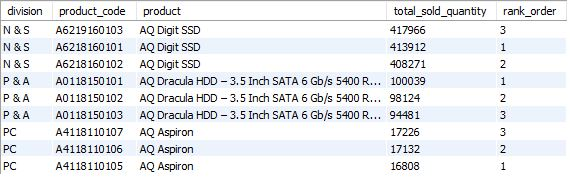 division product_code product total_sold_quantity rank_order
N & S A6219160103 AQ Digit SSD 417966 3
N & S A6218160101 AQ Digit SSD 413912 1
N & S A6218160102 AQ Digit SSD 408271 2
P & A A0118150101 AQ Dracula HDD – 3.5 Inch SATA 6 Gb/s 5400 R... 100039 1
P & A A0118150102 AQ Dracula HDD – 3.5 Inch SATA 6 Gb/s 5400 R... 98124 2
P & A A0118150103 AQ Dracula HDD – 3.5 Inch SATA 6 Gb/s 5400 R... 94481 3
PC A4118110107 AQ Aspiron 17226 3
PC A4118110106 AQ Aspiron 17132 2
PC A4118110105 AQ Aspiron 16808 1